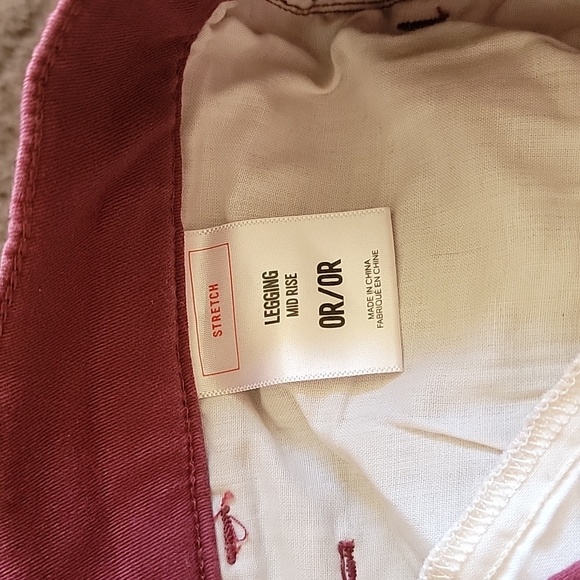 STRETCH
LEGGING
MID RISE
0R/0R
MADE IN CHINA
FABRIQUÉ EN CHINE